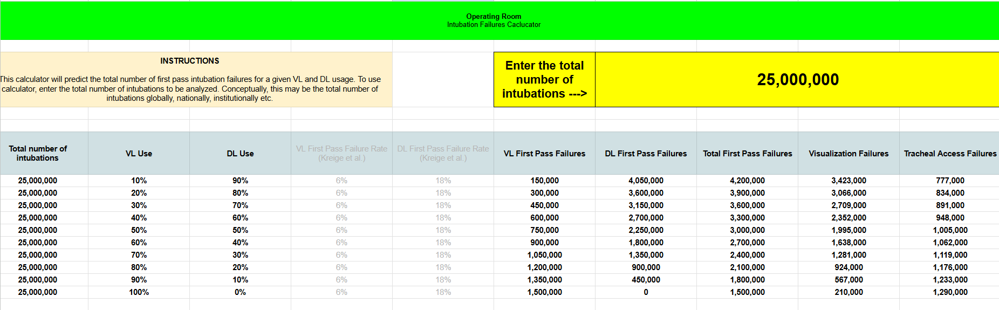 Operating Room
Intubation Failures Caclucator
INSTRUCTIONS
This calculator will predict the total number of first pass intubation failures for a given VL and DL usage. To use
calculator, enter the total number of intubations to be analyzed. Conceptually, this may be the total number of
intubations globally, nationally, institutionally etc.
Enter the total
number of
intubations --->
25,000,000
Total number of
intubations
VL Use
DL Use
VL First Pass Failure Rate
(Kreige et al.)
DL First Pass Failure Rate
(Kreige et al.)
VL First Pass Failures
DL First Pass Failures
Total First Pass Failures
Visualization Failures
Tracheal Access Failures
25,000,000 10% 90% 6% 18% 150,000 4,050,000 4,200,000 3,423,000 777,000
25,000,000 20% 80% 6% 18% 300,000 3,600,000 3,900,000 3,066,000 834,000
25,000,000 30% 70% 6% 18% 450,000 3,150,000 3,600,000 2,709,000 891,000
25,000,000 40% 60% 6% 18% 600,000 2,700,000 3,300,000 2,352,000 948,000
25,000,000 50% 50% 6% 18% 750,000 2,250,000 3,000,000 1,995,000 1,005,000
25,000,000 60% 40% 6% 18% 900,000 1,800,000 2,700,000 1,638,000 1,062,000
25,000,000 70% 30% 6% 18% 1,050,000 1,350,000 2,400,000 1,281,000 1,119,000
25,000,000 80% 20% 6% 18% 1,200,000 900,000 2,100,000 924,000 1,176,000
25,000,000 90% 10% 6% 18% 1,350,000 450,000 1,800,000 567,000 1,233,000
25,000,000 100% 0% 6% 18% 1,500,000 0 1,500,000 210,000 1,290,000